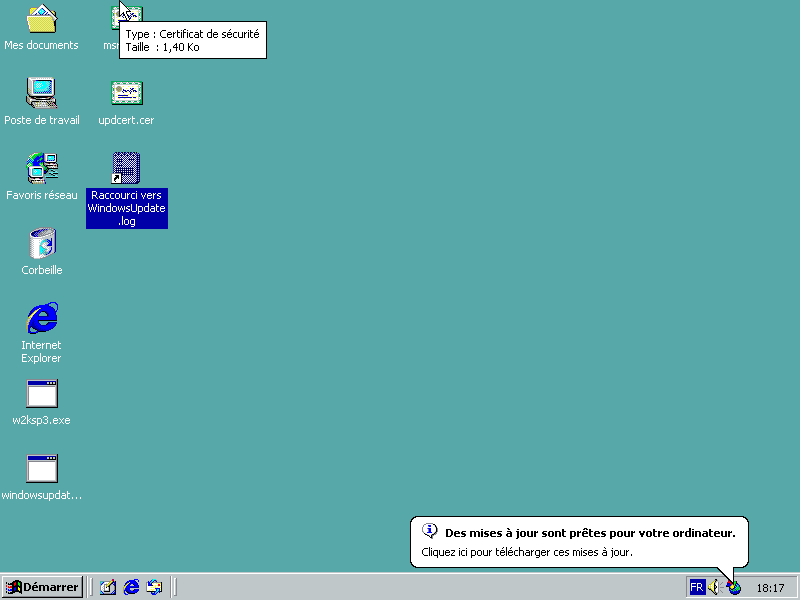 Mes documents
Type : Certificat de sécurité
Taille : 1,40 Ko
Poste de travail
updcert.cer
Favoris réseau
Raccourci vers
WindowsUpdate
.log
Corbeille
Internet
Explorer
w2ksp3.exe
windowsupdat...
Des mises à jour sont prêtes pour votre ordinateur.
Cliquez ici pour télécharger ces mises à jour.
Démarrer
FR
18:17